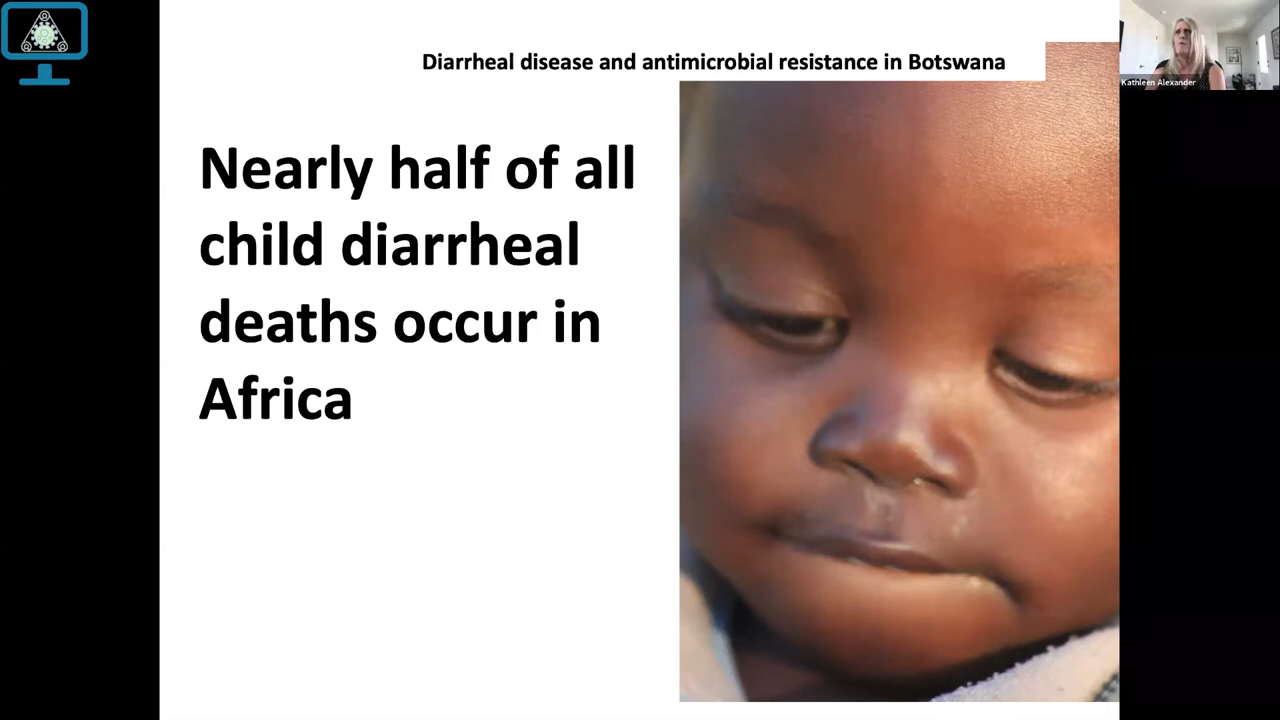 Diarrheal disease and antimicrobial resistance in Botswana
Kathleen Alexander
Nearly half of all
child diarrheal
deaths occur in
Africa